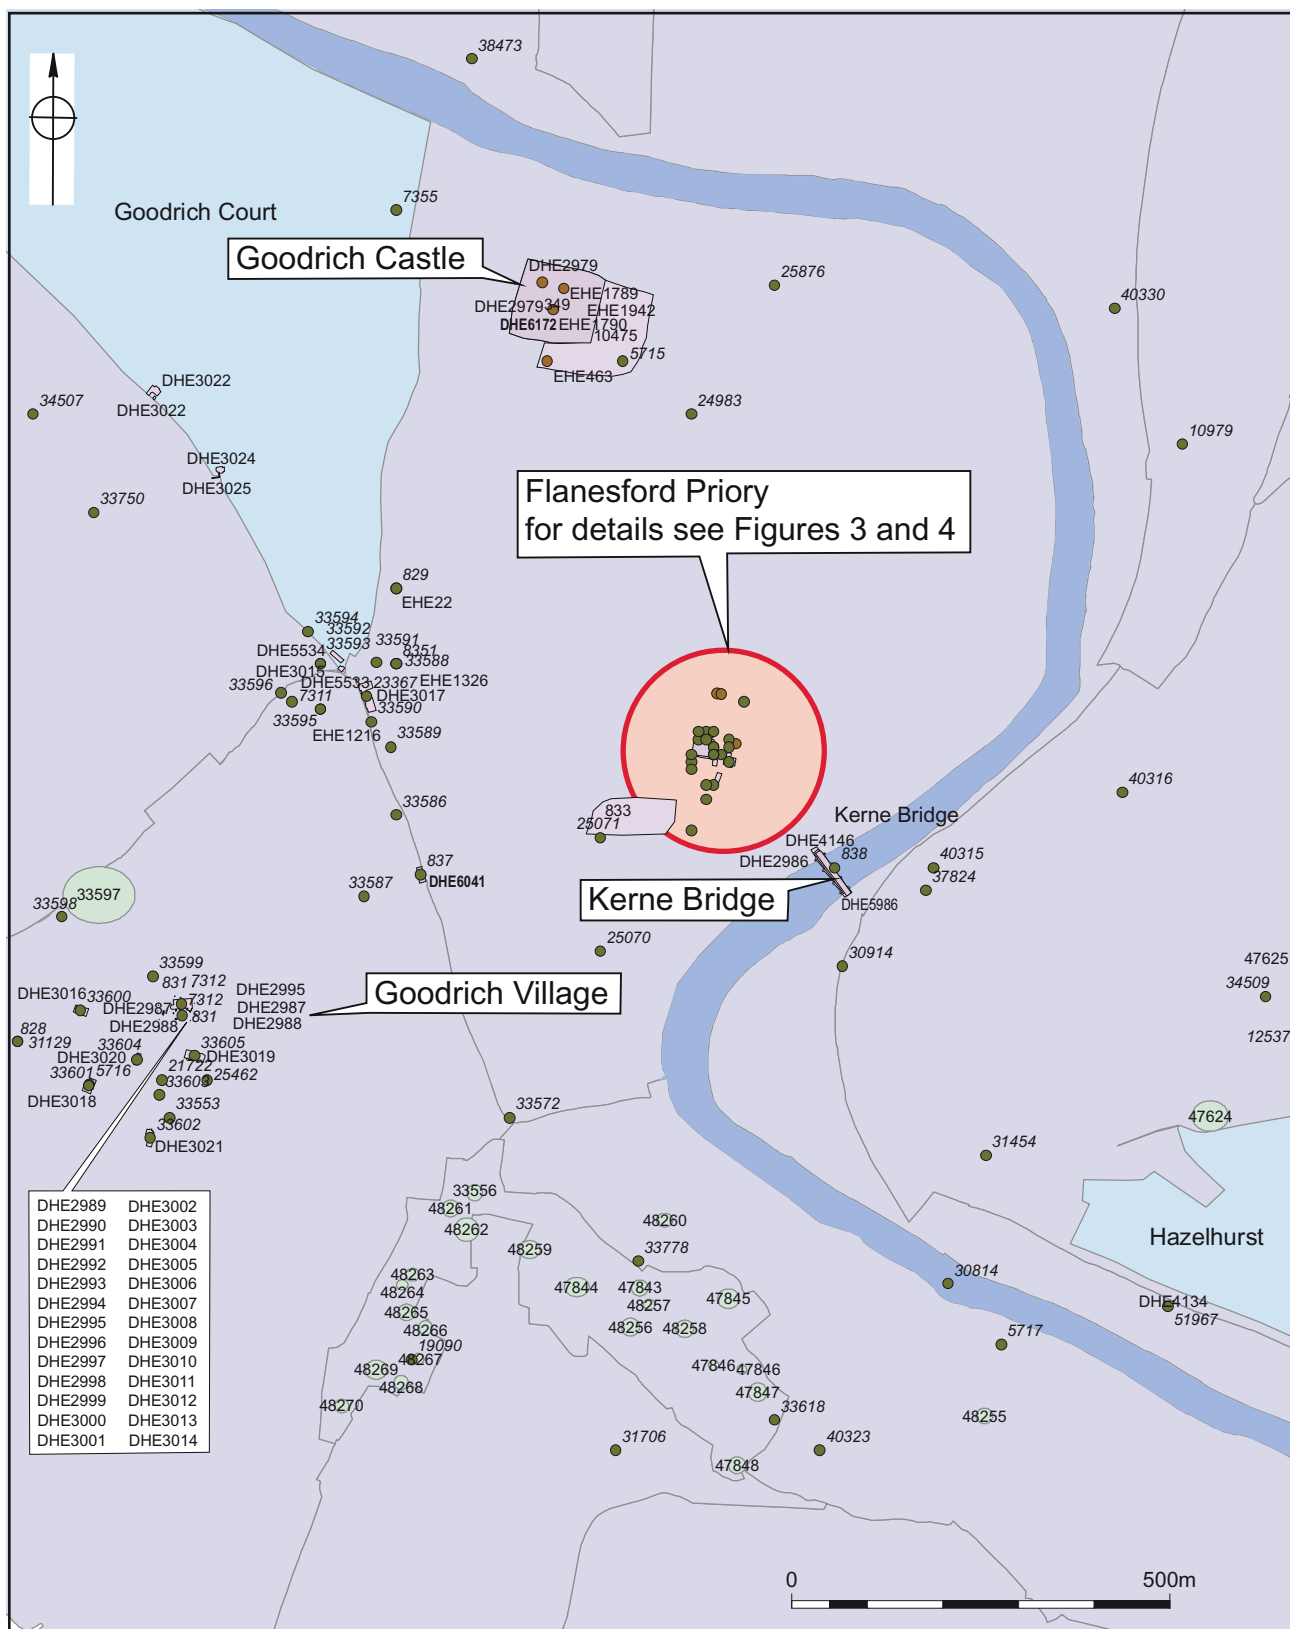 38473
7355
Goodrich Court
Goodrich Castle
DHE2979
EHE1789
DHE2979
349
EHE1942
DHE6172
EHE1790
10475
5715
EHE463
25876
40330
24983
10979
DHE3022
DHE3022
34507
DHE3024
DHE3025
33750
Flanesford Priory
for details see Figures 3 and 4
829
EHE22
33594
33592
33593
33591
DHE5534
8351
33588
DHE3015
DHE5533
23367
EHE1326
33596
7311
DHE3017
33590
33595
EHE1216
33589
33586
833
25071
Kerne Bridge
DHE4146
DHE2986
838
40316
40315
37824
Kerne Bridge
DHE5986
837
DHE6041
33587
33597
33598
25070
30914
33599
831
7312
DHE2995
DHE3016
33600
DHE2987
7312
DHE2987
DHE2988
831
DHE2988
Goodrich Village
47625
34509
12537
828
31129
33604
33605
DHE3020
DHE3019
33601
5716
21722
25462
33603
DHE3018
33553
33602
DHE3021
33572
47624
31454
DHE2989 DHE3002
DHE2990 DHE3003
DHE2991 DHE3004
DHE2992 DHE3005
DHE2993 DHE3006
DHE2994 DHE3007
DHE2995 DHE3008
DHE2996 DHE3009
DHE2997 DHE3010
DHE2998 DHE3011
DHE2999 DHE3012
DHE3000 DHE3013
DHE3001 DHE3014
33556
48261
48262
48259
48260
33778
Hazelhurst
48263
48264
47844
47843
48257
47845
30814
DHE4134
51967
48265
48266
48256
48258
5717
19090
48267
48269
48268
47846
47846
47847
48270
33618
48255
31706
40323
47848
0 500m